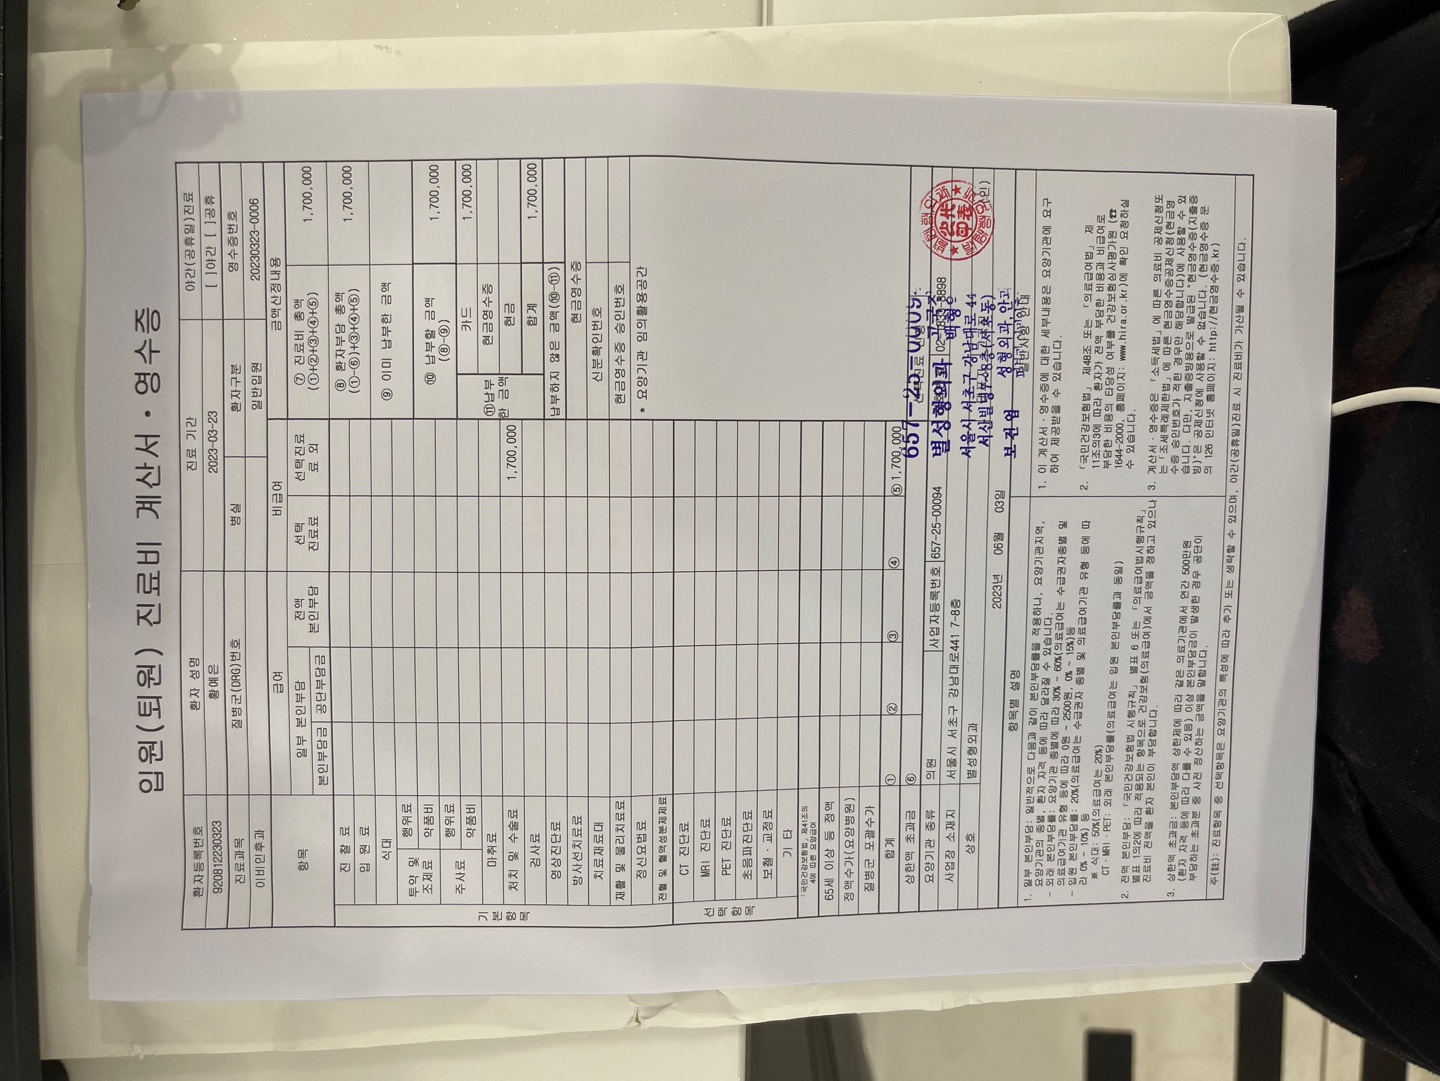 입원(퇴원) 진료비 계산서·영수증
환자등록번호 환자 성명 진료 기간 야간(공휴일)진료
920812230323 황예은 2023-03-23 [ ]야간 [ ]공휴
진료과목 질병군(DRG)번호 병실 환자구분 영수증번호
이비인후과 일반입원 20230323-0006
항목 급여 비급여 금액산정내용
일부 본인부담 전액 본인부담 선택 진료료 선택진료료 외
본인부담금 공단부담금
⑦ 진료비 총액 (①+②+③+④+⑤) 1,700,000
기본항목
진찰료
⑧ 환자부담 총액 (①-⑥)+③+④+⑤) 1,700,000
입원료
식대
⑨ 이미 납부한 금액
투약 및 조제료 행위료
약품비
⑩ 납부할 금액 (⑧-⑨) 1,700,000
주사료 행위료
약품비
⑪납부한 금액 카드 1,700,000
마취료 현금영수증
처치 및 수술료 1,700,000 현금
검사료 합계 1,700,000
영상진단료 납부하지 않은 금액(⑩-⑪)
방사선치료료 현금영수증
치료재료대 신분확인번호
재활 및 물리치료료 현금영수증 승인번호
정신요법료 * 요양기관 임의활용공간
전혈 및 혈액성분제제료
선택항목
CT 진단료
MRI 진단료
PET 진단료
초음파진단료
보철·교정료
기 타
「국민건강보험법」제41조의4에 따른 요양급여
65세 이상 등 정액
정액수가(요양병원)
질병군 포괄수가
합계 ① ② ③ ④ ⑤ 1,700,000
상한액 초과금 ⑥ 선택진료 신청
657-25-0009
요양기관 종류 의원 사업자등록번호 657-25-00094 02-1833-8898
별성형외과
백형
사업장 소재지 서울시 서초구 강남대로441 7-8층
서울시 서초구 강남대로 44
상호 별성형외과 (인)
서산빌딩7~8층(서초동)
2023년 06월 03일
보건업 성형외과,
항목별 설명 일반사항 안내
1. 일부 본인부담: 일반적으로 다음과 같이 본인부담률을 적용하나, 요양기관지역,
요양기관의 종별, 환자 자격 등에 따라 달라질 수 있습니다.
- 외래 본인부담률: 요양기관 종별에 따라 30% ~ 60%(의료급여는 수급권자종별 및
의료급여기관 유형 등에 따라 0원 ~ 2500원, 0% ~ 15%)등
- 입원 본인부담률: 20%(의료급여는 수급권자 종별 및 의료급여기관 유형 등에 따
라 0% ~ 10%) 등
※ 식대: 50%(의료급여는 20%)
CT·MRI·PET: 외래 본인부담률(의료급여는 입원 본인부담률과 동일)
2. 전액 본인부담: 「국민건강보험법 시행규칙」 별표 6 또는 「의료급여법시행규칙」
별표 1의2에 따라 적용되는 항목으로 건강보험(의료급여)에서 금액을 정하고 있으나
진료비 전액을 환자 본인이 부담합니다.
3. 상한액 초과금: 본인부담액 상한제에 따라 같은 의료기관에서 연간 500만원
(환자 자격 등에 따라 다를 수 있음) 이상 본인부담금이 발생한 경우 공단이
부담하는 초과분 중 사전 정산하는 금액을 말합니다.
1. 이 계산서·영수증에 대한 세부내용은 요양기관에 요구
하여 제공받을 수 있습니다.
2. 「국민건강보험법」 제48조 또는 「의료급여법」 제
11조의3에 따라 환자가 전액 부담한 비용과 비급여로
부담한 비용의 타당성 여부를 건강보험심사평가원 (☎
1644-2000, 홈페이지: www.hira.or.kr)에 확인 요청하실
수 있습니다.
3. 계산서·영수증은 「소득세법」에 따른 의료비 공제신청또
는「조세특례제한법」에 따른 현금영수증공제신청(현금영
수증 승인번호가 적힌 경우만 해당합니다)에 사용할 수 있
습니다. 다만, 지출증빙용으로 발급된 "현금영수증(지출증
빙)"은 공제신청에 사용할 수 없습니다. (현금영수증 문
의 126 인터넷 홈페이지: http://현금영수증.kr)
주(註): 진료항목 중 선택항목은 요양기관의 특성에 따라 추가 또는 생략할 수 있으며, 야간(공휴일)진료 시 진료비가 가산될 수 있습니다.